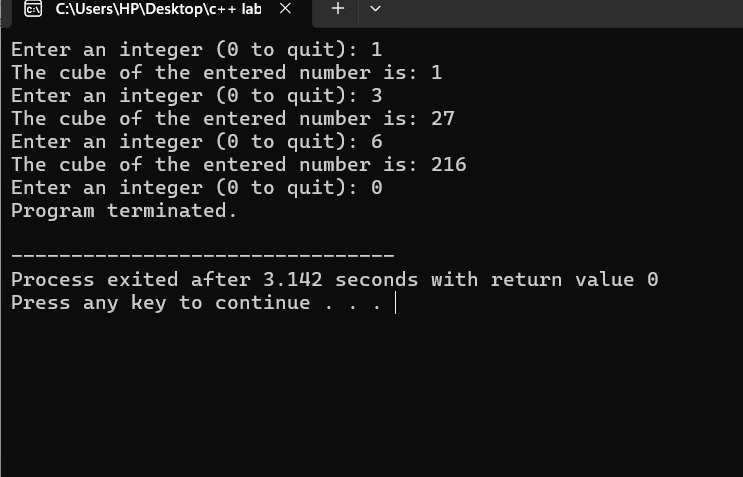 C:\Users\HP\Desktop\c++ lab
Enter an integer (0 to quit): 1
The cube of the entered number is: 1
Enter an integer (0 to quit): 3
The cube of the entered number is: 27
Enter an integer (0 to quit): 6
The cube of the entered number is: 216
Enter an integer (0 to quit): 0
Program terminated.
--------------------------------
Process exited after 3.142 seconds with return value 0
Press any key to continue . . .